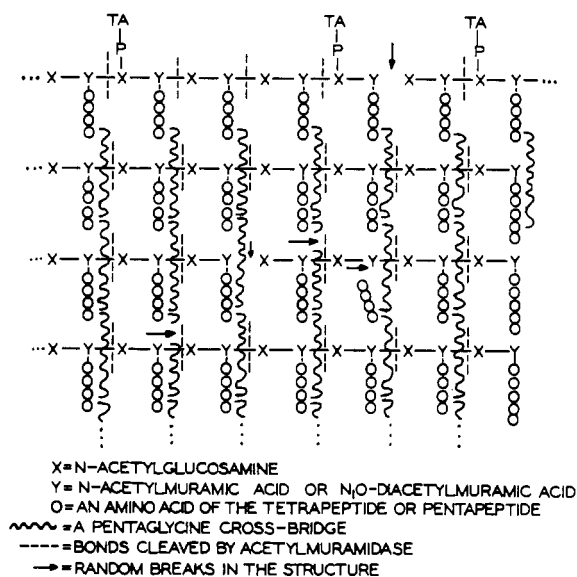 TA TA TA
P P P
··· X — Y — X — Y — X — Y — X — Y — X — Y X — Y — X — Y ···
O O O O O O O
O O O O O O O
O O O O O O O
O O O O O O O
··· X — Y — X — Y — X — Y — X — Y — X — Y — X — Y — X — Y
O O O O O O O
O O O O O O O
O O O O O O O
O O O O O O O
O
··· X — Y — X — Y — X — Y X — Y — X Y — X — Y — X — Y
O O O O O O O
O O O O O O O
O O O O O O O
O O O O O O O
··· X — Y — X — Y — X — Y — X — Y — X — Y — X — Y — X — Y
O O O O O O O
O O O O O O O
O O O O O O O
O O O O O O O
O
X = N-ACETYLGLUCOSAMINE
Y = N-ACETYLMURAMIC ACID OR N,O-DIACETYLMURAMIC ACID
O = AN AMINO ACID OF THE TETRAPEPTIDE OR PENTAPEPTIDE
= A PENTAGLYCINE CROSS-BRIDGE
= BONDS CLEAVED BY ACETYLMURAMIDASE
= RANDOM BREAKS IN THE STRUCTURE